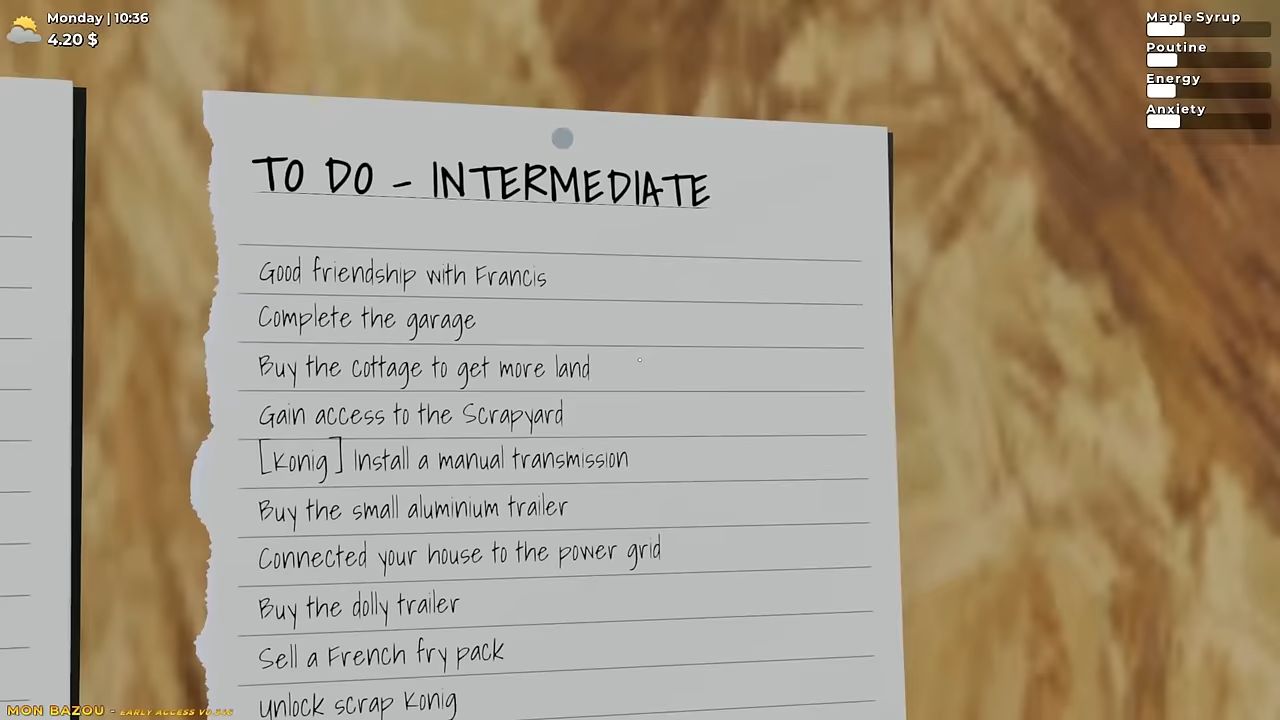 Monday | 10:36
4.20 $
Maple Syrup
Poutine
Energy
Anxiety
TO DO - INTERMEDIATE
Good friendship with Francis
Complete the garage
Buy the cottage to get more land
Gain access to the Scrapyard
[Konig] Install a manual transmission
Buy the small aluminium trailer
Connected your house to the power grid
Buy the dolly trailer
Sell a French fry pack
Unlock scrap Konig
MON BAZOU - EARLY ACCESS